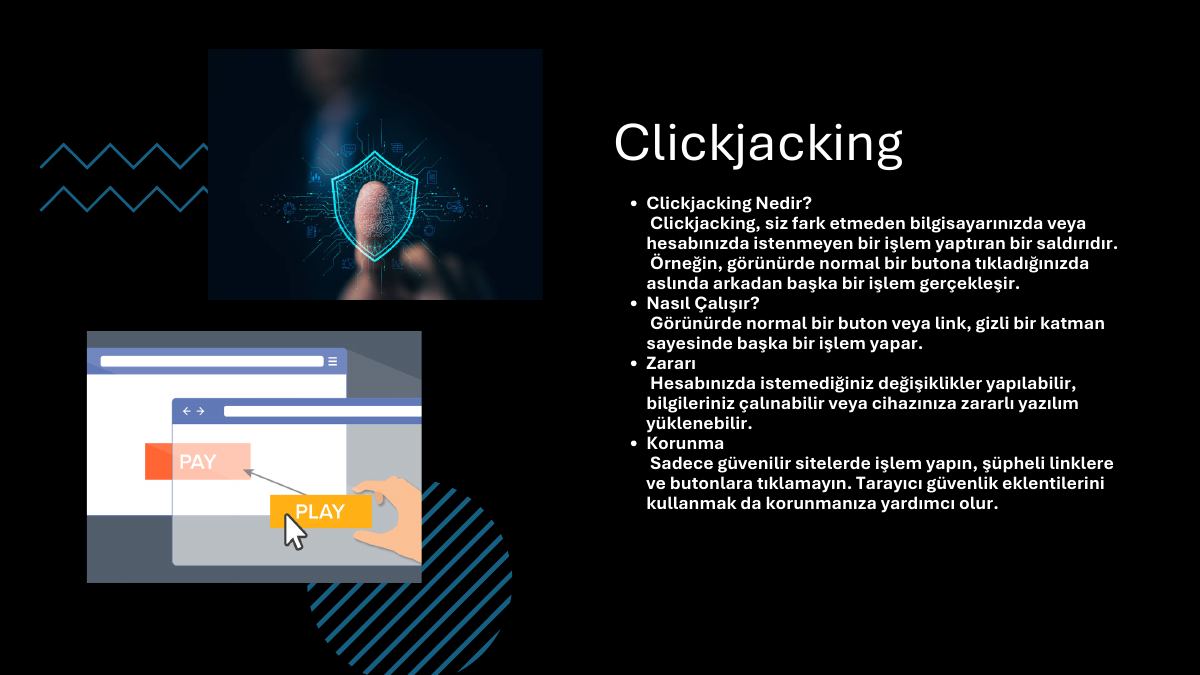 Clickjacking
• Clickjacking Nedir?
Clickjacking, siz fark etmeden bilgisayarınızda veya
hesabınızda istenmeyen bir işlem yaptıran bir saldırıdır.
Örneğin, görünürde normal bir butona tıkladığınızda
aslında arkadan başka bir işlem gerçekleşir.
• Nasıl Çalışır?
Görünürde normal bir buton veya link, gizli bir katman
sayesinde başka bir işlem yapar.
• Zararı
Hesabınızda istemediğiniz değişiklikler yapılabilir,
bilgileriniz çalınabilir veya cihazınıza zararlı yazılım
yüklenebilir.
• Korunma
Sadece güvenilir sitelerde işlem yapın, şüpheli linklere
ve butonlara tıklamayın. Tarayıcı güvenlik eklentilerini
kullanmak da korunmanıza yardımcı olur.
PAY
PLAY